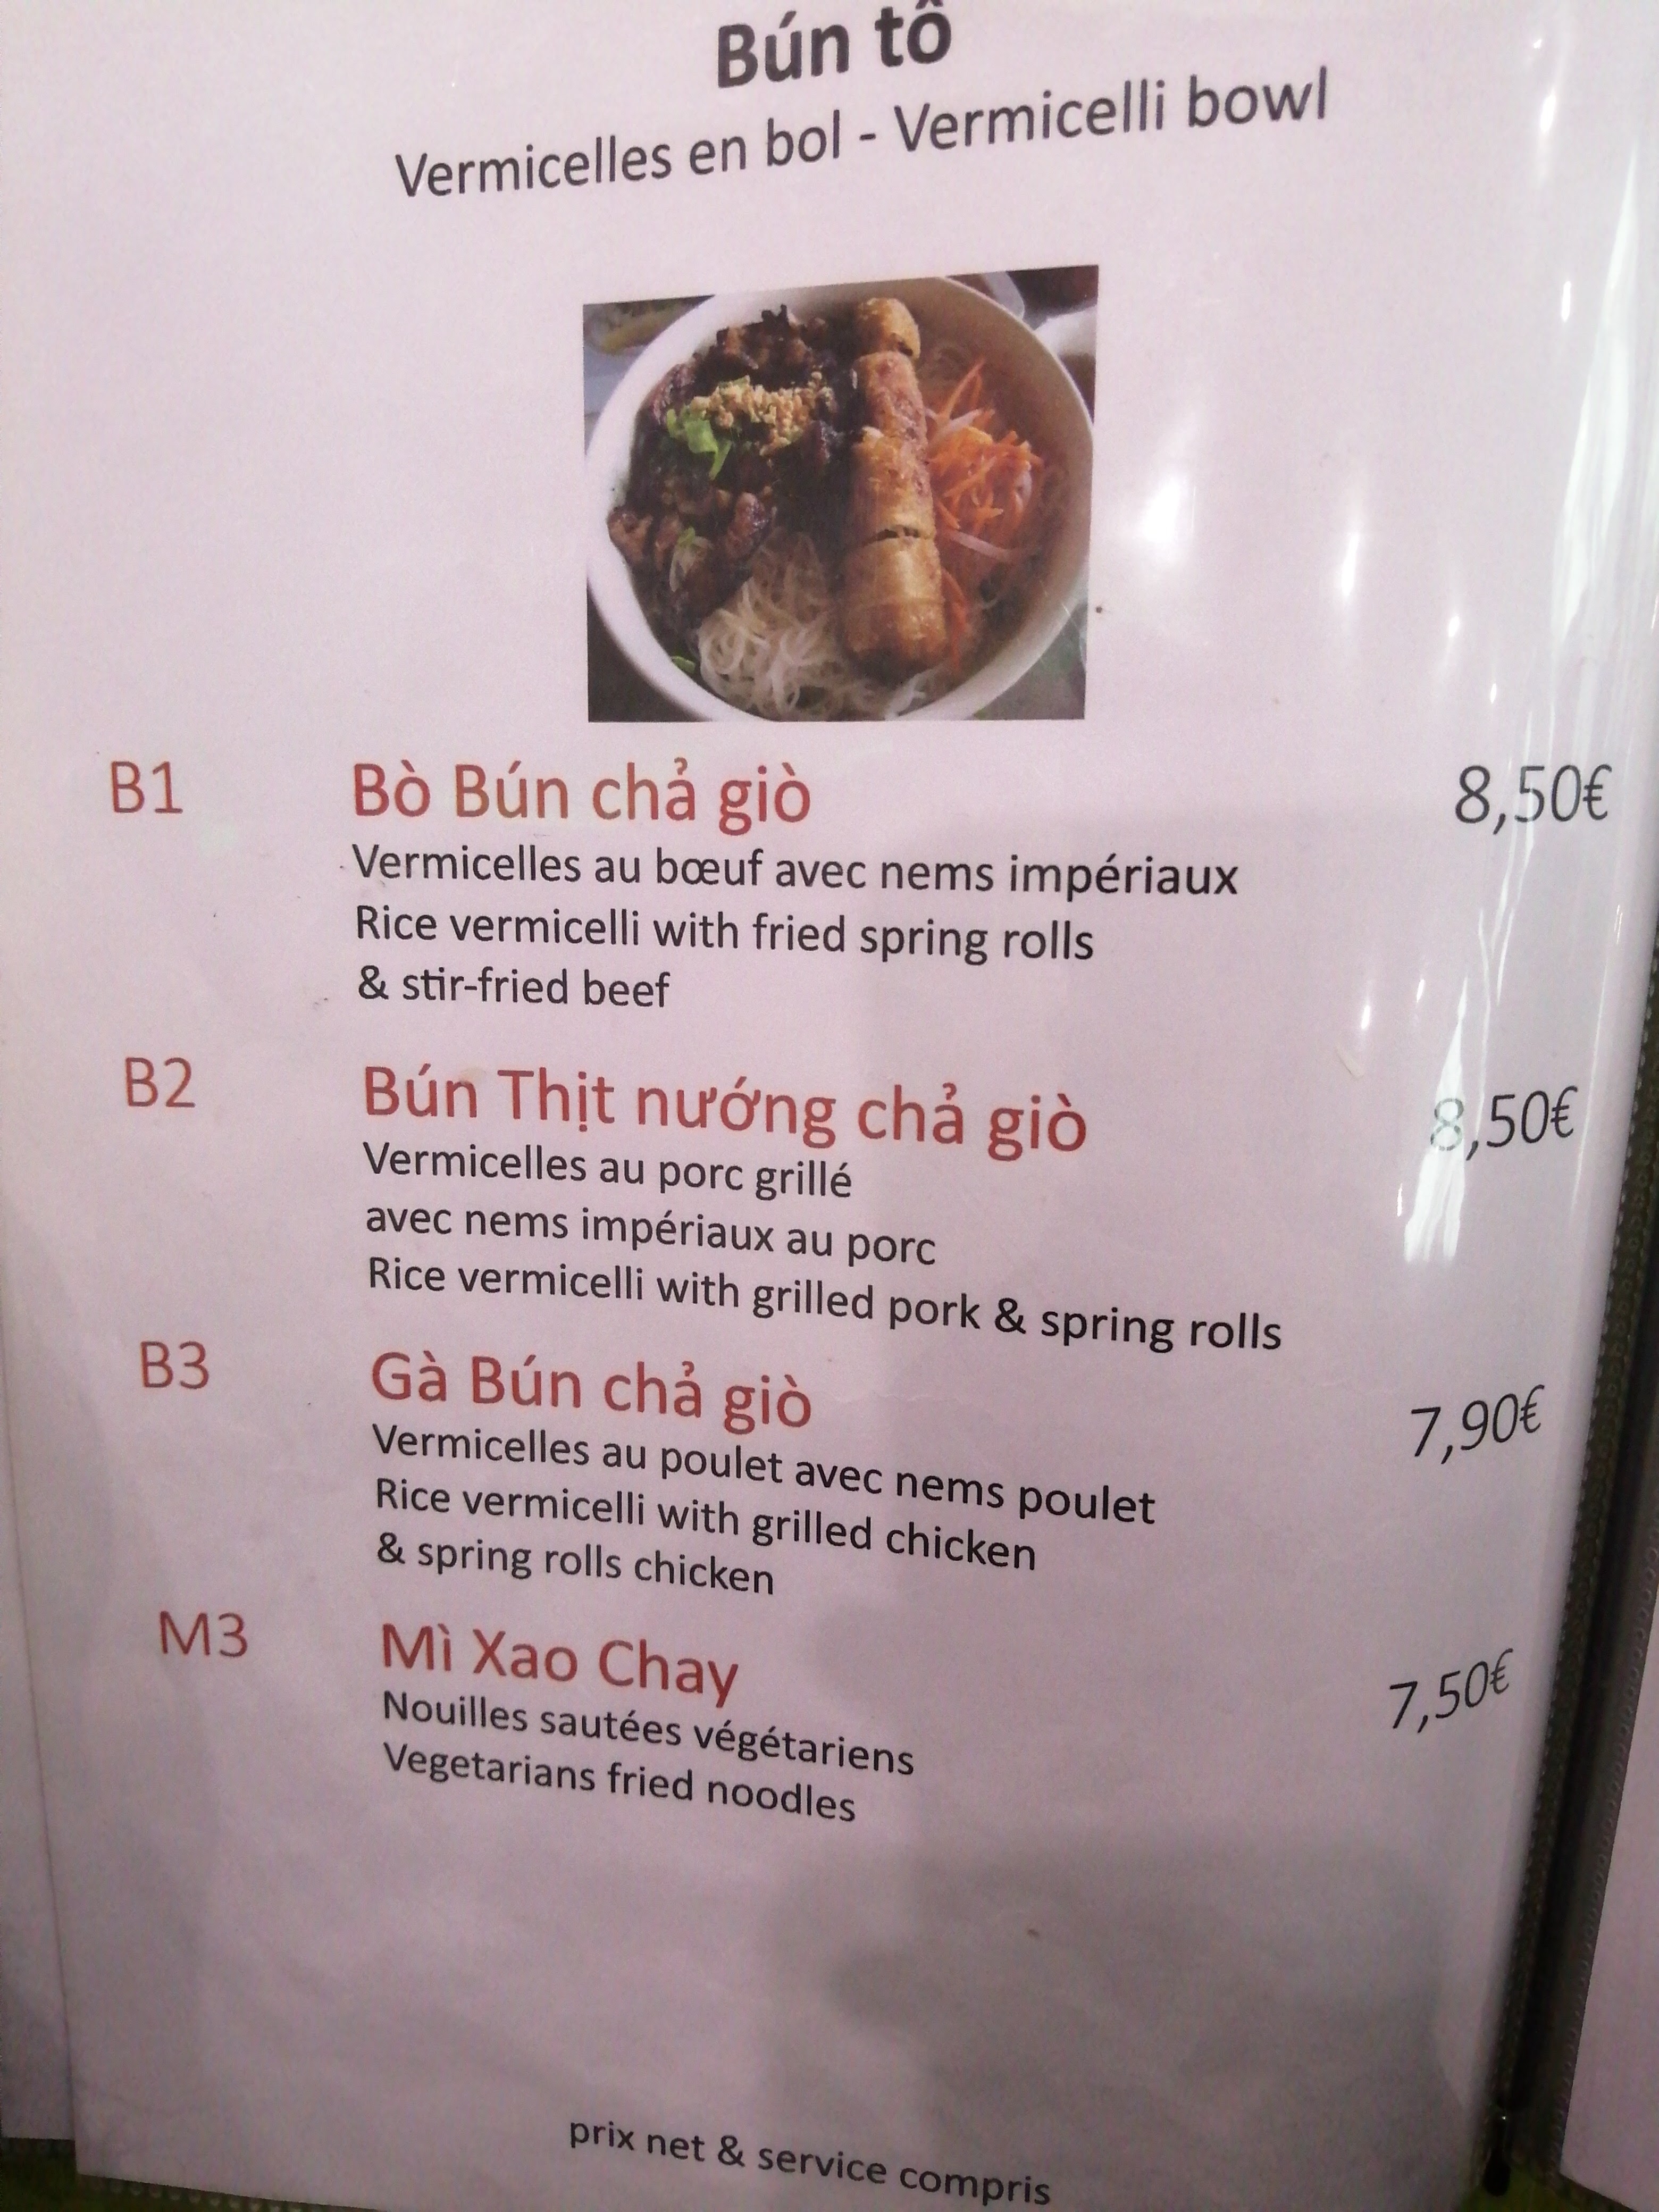 Bún tô
Vermicelles en bol - Vermicelli bowl
B1 Bò Bún chả giò 8,50€
Vermicelles au bœuf avec nems impériaux
Rice vermicelli with fried spring rolls
& stir-fried beef
B2 Bún Thịt nướng chả giò 8,50€
Vermicelles au porc grillé
avec nems impériaux au porc
Rice vermicelli with grilled pork & spring rolls
B3 Gà Bún chả giò 7,90€
Vermicelles au poulet avec nems poulet
Rice vermicelli with grilled chicken
& spring rolls chicken
M3 Mì Xao Chay 7,50€
Nouilles sautées végétariens
Vegetarians fried noodles
prix net & service compris